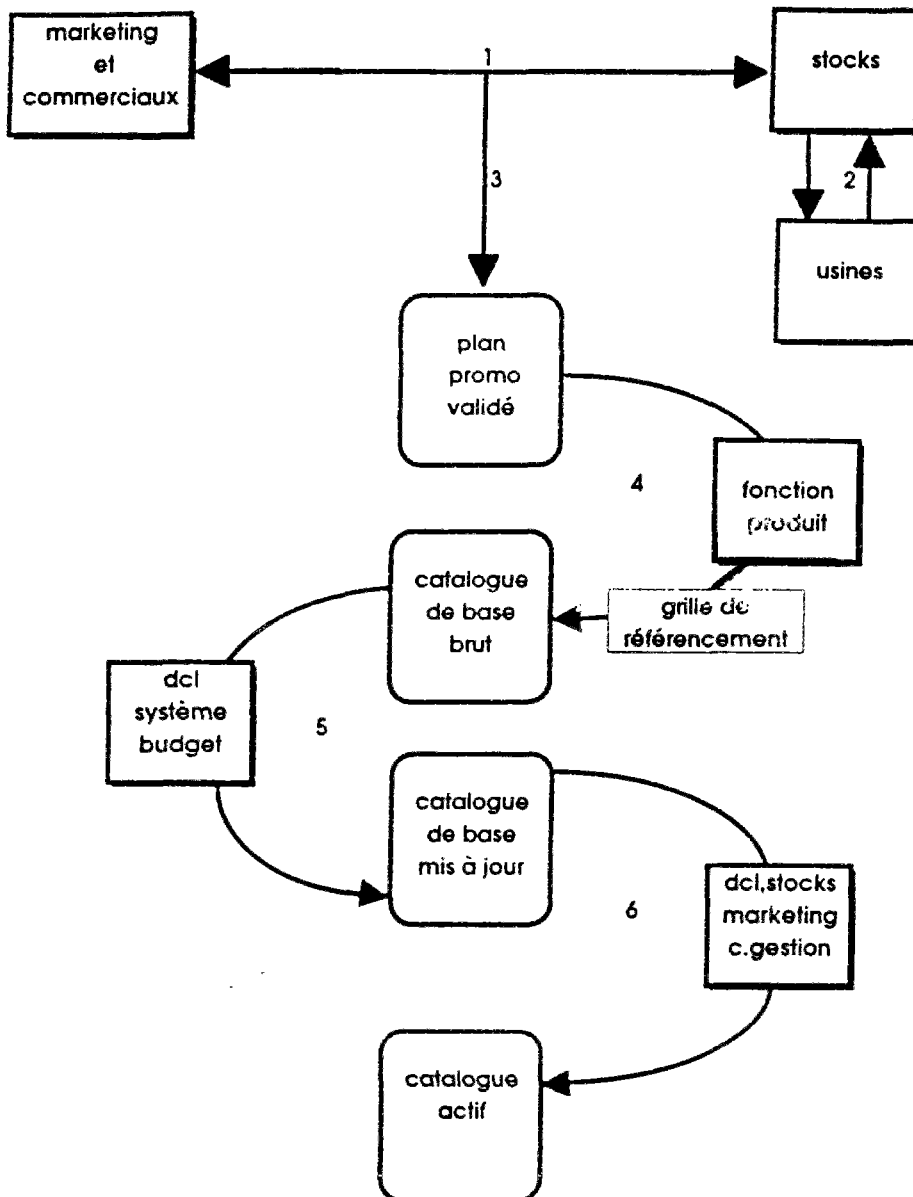 marketing
et
commerciaux
1
stocks
3
2
usines
plan
promo
validé
4
fonction
produit
catalogue
de base
brut
grille de
référencement
dcl
système
budget
5
catalogue
de base
mis à jour
6
dcl,stocks
marketing
c.gestion
catalogue
actif